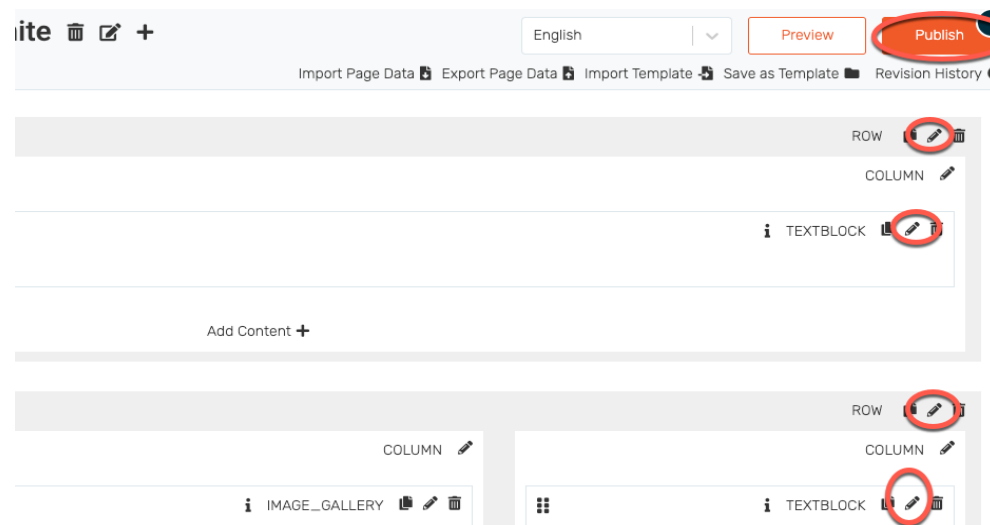 ite
English Preview Publish
Import Page Data Export Page Data Import Template Save as Template Revision History
ROW
COLUMN
TEXTBLOCK
Add Content
ROW
COLUMN COLUMN
IMAGE_GALLERY TEXTBLOCK